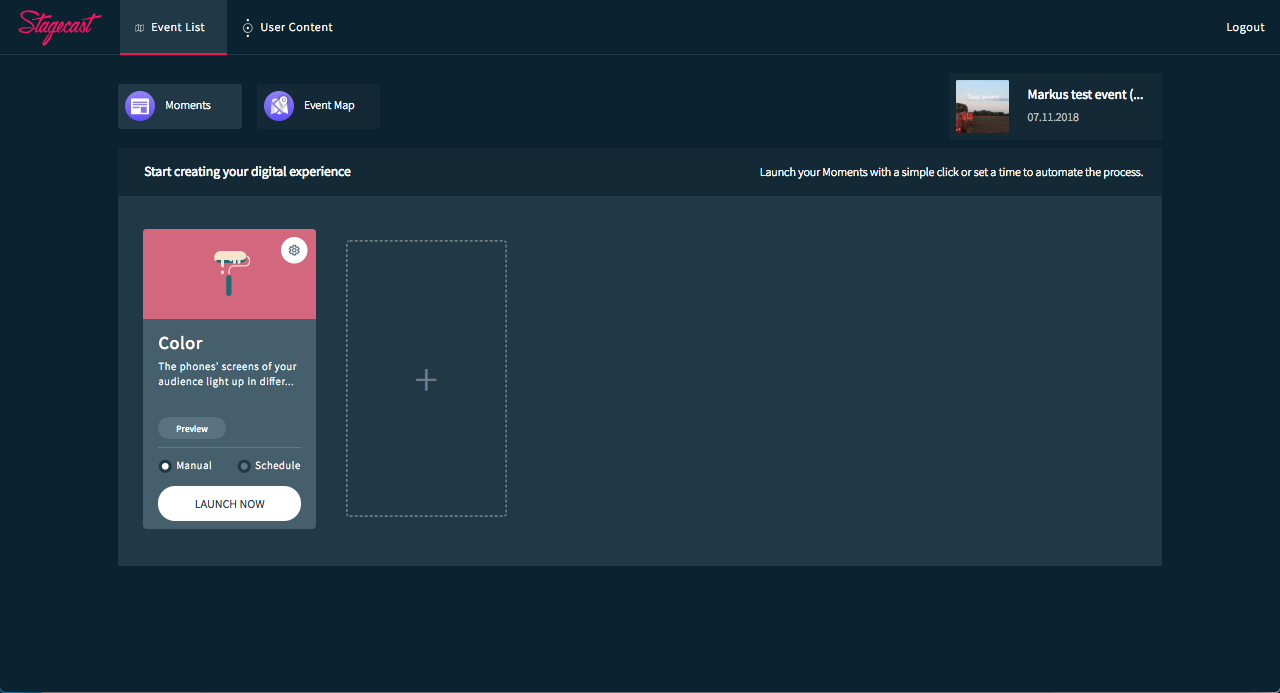 Stagecast
Event List
User Content
Logout
Moments
Event Map
Test event
Markus test event (...
07.11.2018
Start creating your digital experience
Launch your Moments with a simple click or set a time to automate the process.
Color
The phones' screens of your
audience light up in differ...
Preview
Manual
Schedule
LAUNCH NOW